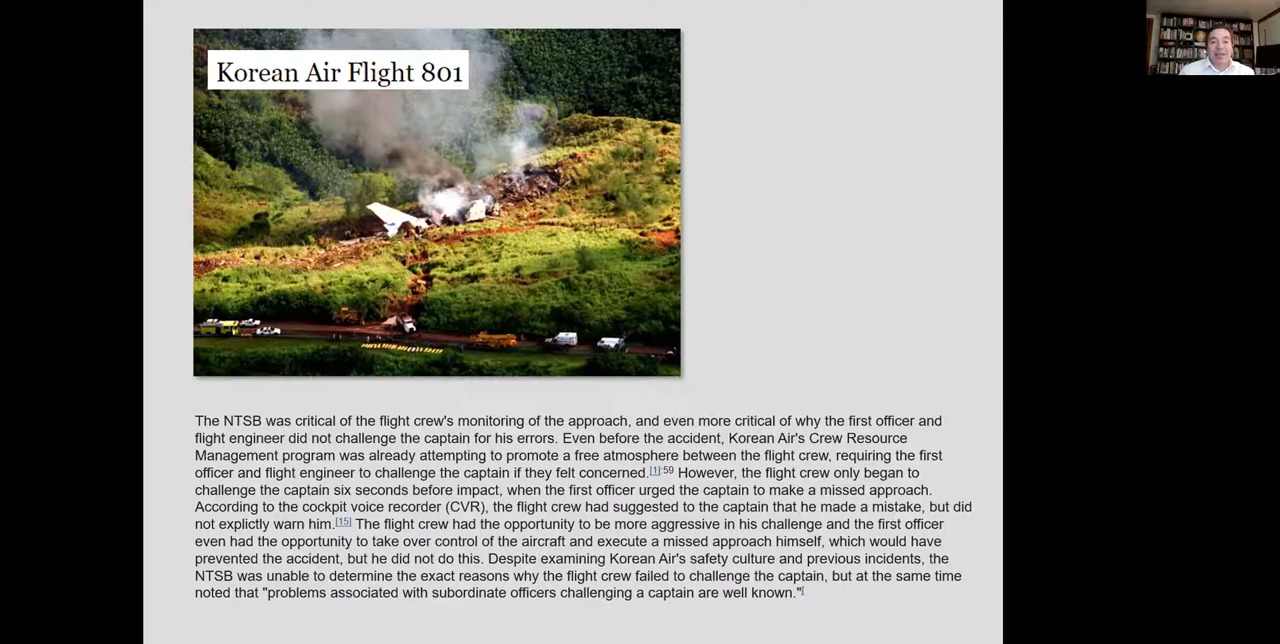 Korean Air Flight 801
The NTSB was critical of the flight crew's monitoring of the approach, and even more critical of why the first officer and
flight engineer did not challenge the captain for his errors. Even before the accident, Korean Air's Crew Resource
Management program was already attempting to promote a free atmosphere between the flight crew, requiring the first
officer and flight engineer to challenge the captain if they felt concerned.[1]:59 However, the flight crew only began to
challenge the captain six seconds before impact, when the first officer urged the captain to make a missed approach.
According to the cockpit voice recorder (CVR), the flight crew had suggested to the captain that he made a mistake, but did
not explictly warn him.[15] The flight crew had the opportunity to be more aggressive in his challenge and the first officer
even had the opportunity to take over control of the aircraft and execute a missed approach himself, which would have
prevented the accident, but he did not do this. Despite examining Korean Air's safety culture and previous incidents, the
NTSB was unable to determine the exact reasons why the flight crew failed to challenge the captain, but at the same time
noted that "problems associated with subordinate officers challenging a captain are well known."[